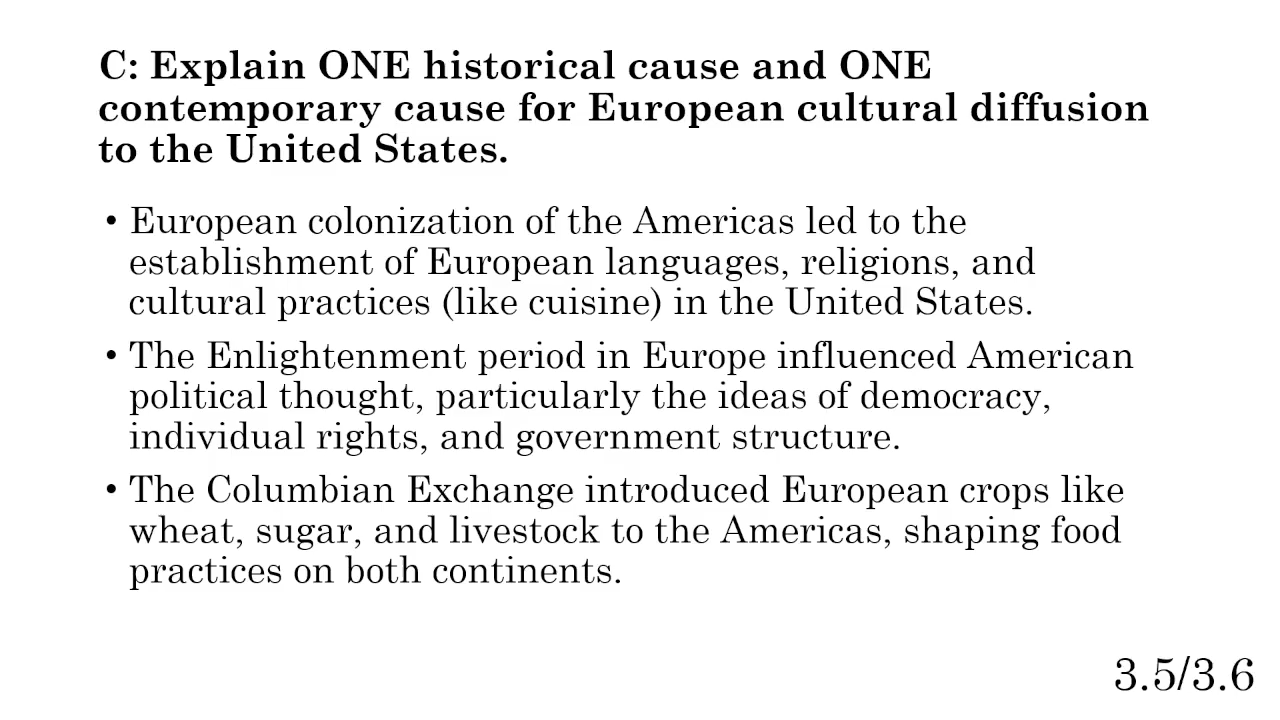 C: Explain ONE historical cause and ONE
contemporary cause for European cultural diffusion
to the United States.
• European colonization of the Americas led to the
establishment of European languages, religions, and
cultural practices (like cuisine) in the United States.
• The Enlightenment period in Europe influenced American
political thought, particularly the ideas of democracy,
individual rights, and government structure.
• The Columbian Exchange introduced European crops like
wheat, sugar, and livestock to the Americas, shaping food
practices on both continents.
3.5/3.6